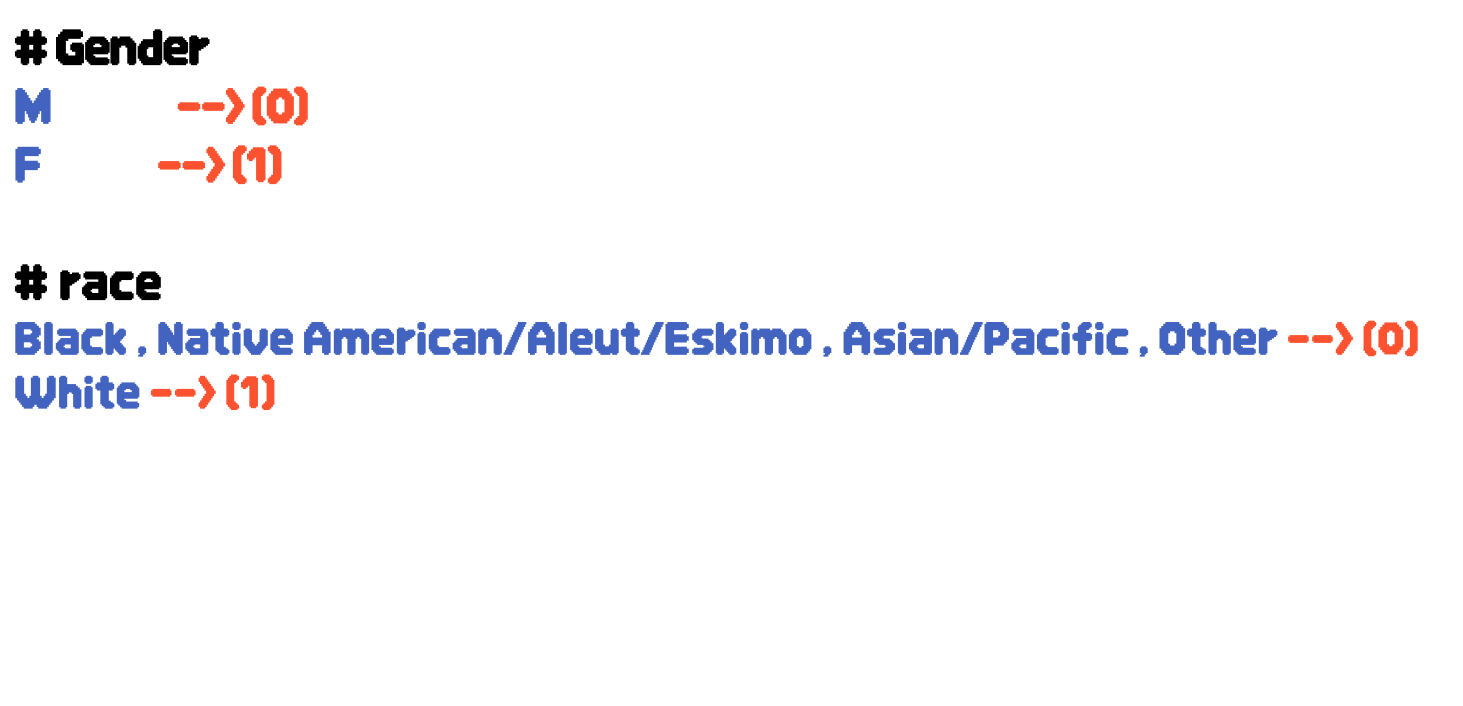 # Gender
M --> (0)
F --> (1)
# race
Black , Native American/Aleut/Eskimo , Asian/Pacific , Other --> (0)
White --> (1)